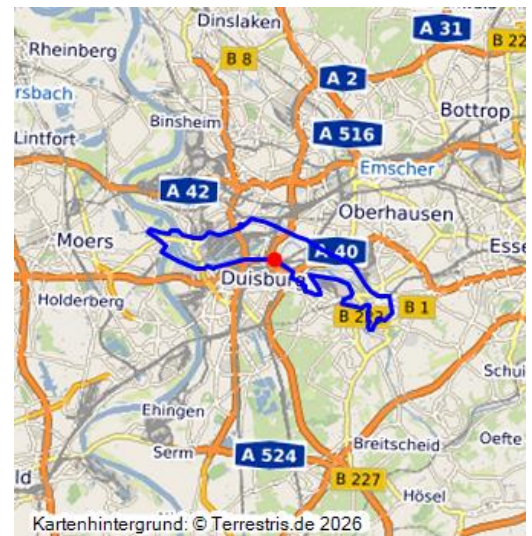 Dinslaken
A 31
B 22
Rheinberg
B 8
A 2
rsbach
Bottrop
Lintfort
Binsheim
A 516
Emscher
A 42
Oberhausen
Moers
A 40
Esse
Duisburg
Holderberg
B 1
Schui
Ehingen
Serm
A 524
Breitscheid
Oefte
ld
B 227
Hösel
Kartenhintergrund: © Terrestris.de 2026